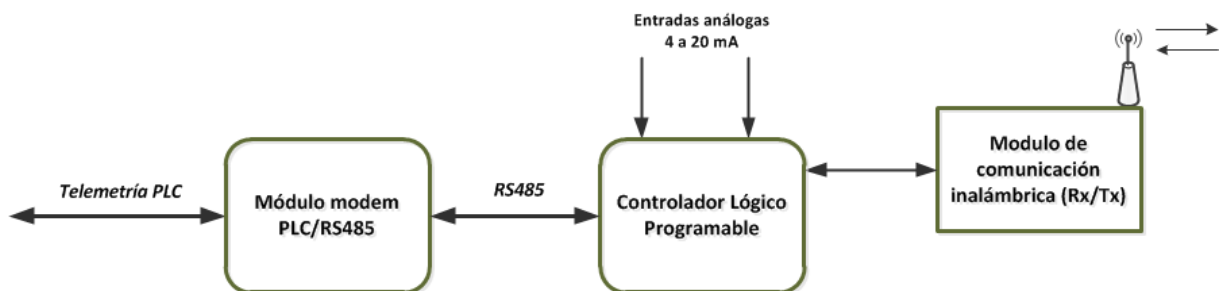 Entradas análogas
4 a 20 mA
Telemetría PLC
Módulo modem
PLC/RS485
RS485
Controlador Lógico
Programable
Modulo de
comunicación
inalámbrica (Rx/Tx)